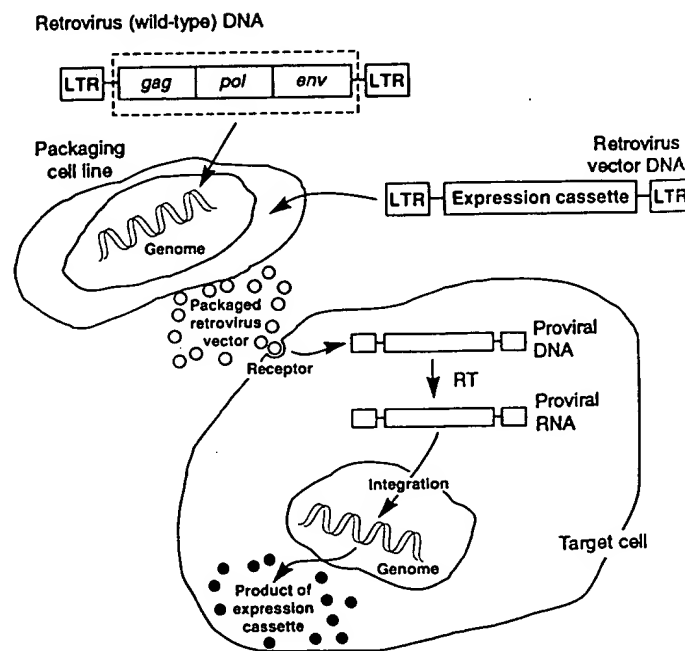 Retrovirus (wild-type) DNA
LTR gag pol env LTR
Packaging
cell line
Retrovirus
vector DNA
LTR Expression cassette LTR
Genome
Packaged
retrovirus
vector
Receptor
Proviral
DNA
RT
Proviral
RNA
Integration
Genome
Target cell
Product of
expression
cassette